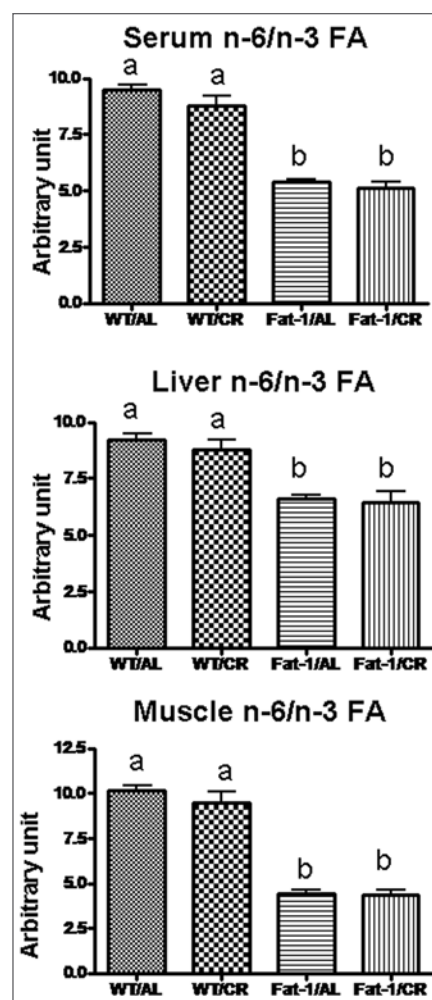 Serum n-6/n-3 FA
a
a
b
b
10.0
7.5
5.0
2.5
0.0
Arbitrary unit
WT/AL WT/CR Fat-1/AL Fat-1/CR
Liver n-6/n-3 FA
a
a
b
b
10.0
7.5
5.0
2.5
0.0
Arbitrary unit
WT/AL WT/CR Fat-1/AL Fat-1/CR
Muscle n-6/n-3 FA
a
a
b
b
12.5
10.0
7.5
5.0
2.5
0.0
Arbitrary unit
WT/AL WT/CR Fat-1/AL Fat-1/CR